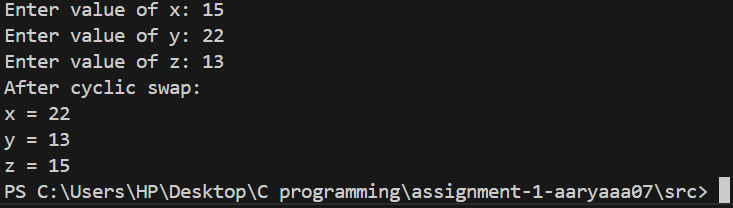 Enter value of x: 15
Enter value of y: 22
Enter value of z: 13
After cyclic swap:
x = 22
y = 13
z = 15
PS C:\Users\HP\Desktop\C programming\assignment-1-aaryaaa07\src>